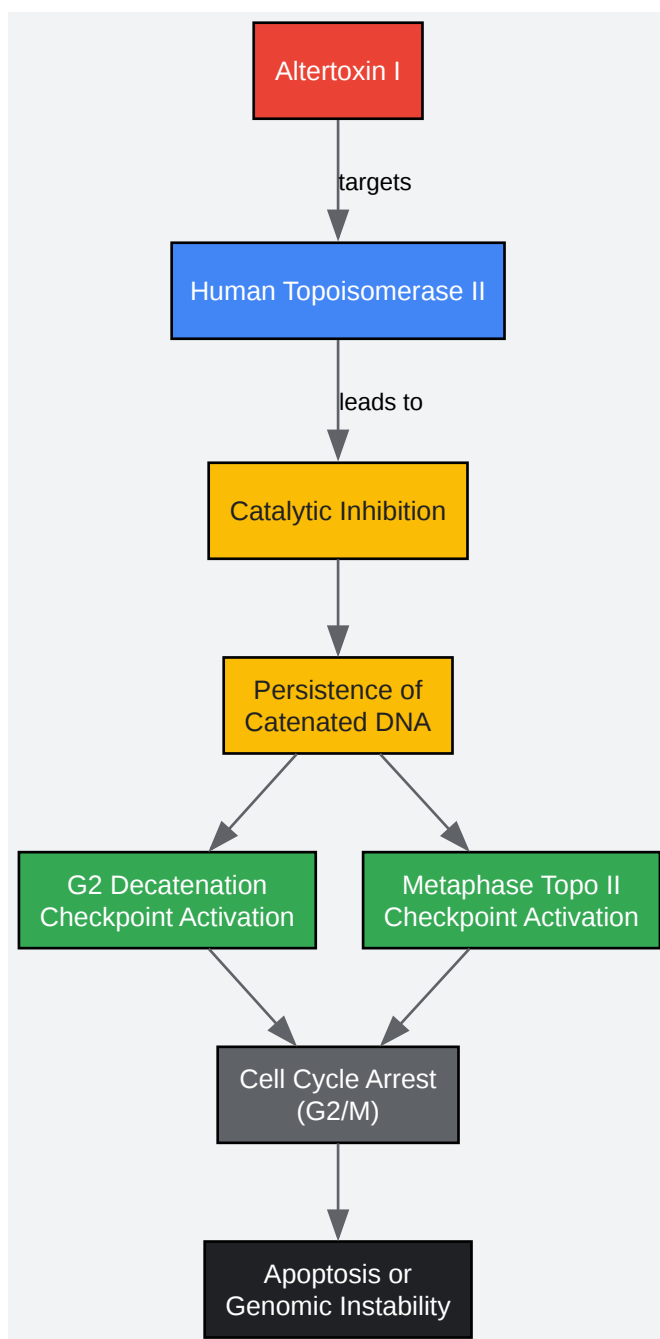 Altertoxin I
targets
Human Topoisomerase II
leads to
Catalytic Inhibition
Persistence of
Catenated DNA
G2 Decatenation
Checkpoint Activation
Metaphase Topo II
Checkpoint Activation
Cell Cycle Arrest
(G2/M)
Apoptosis or
Genomic Instability